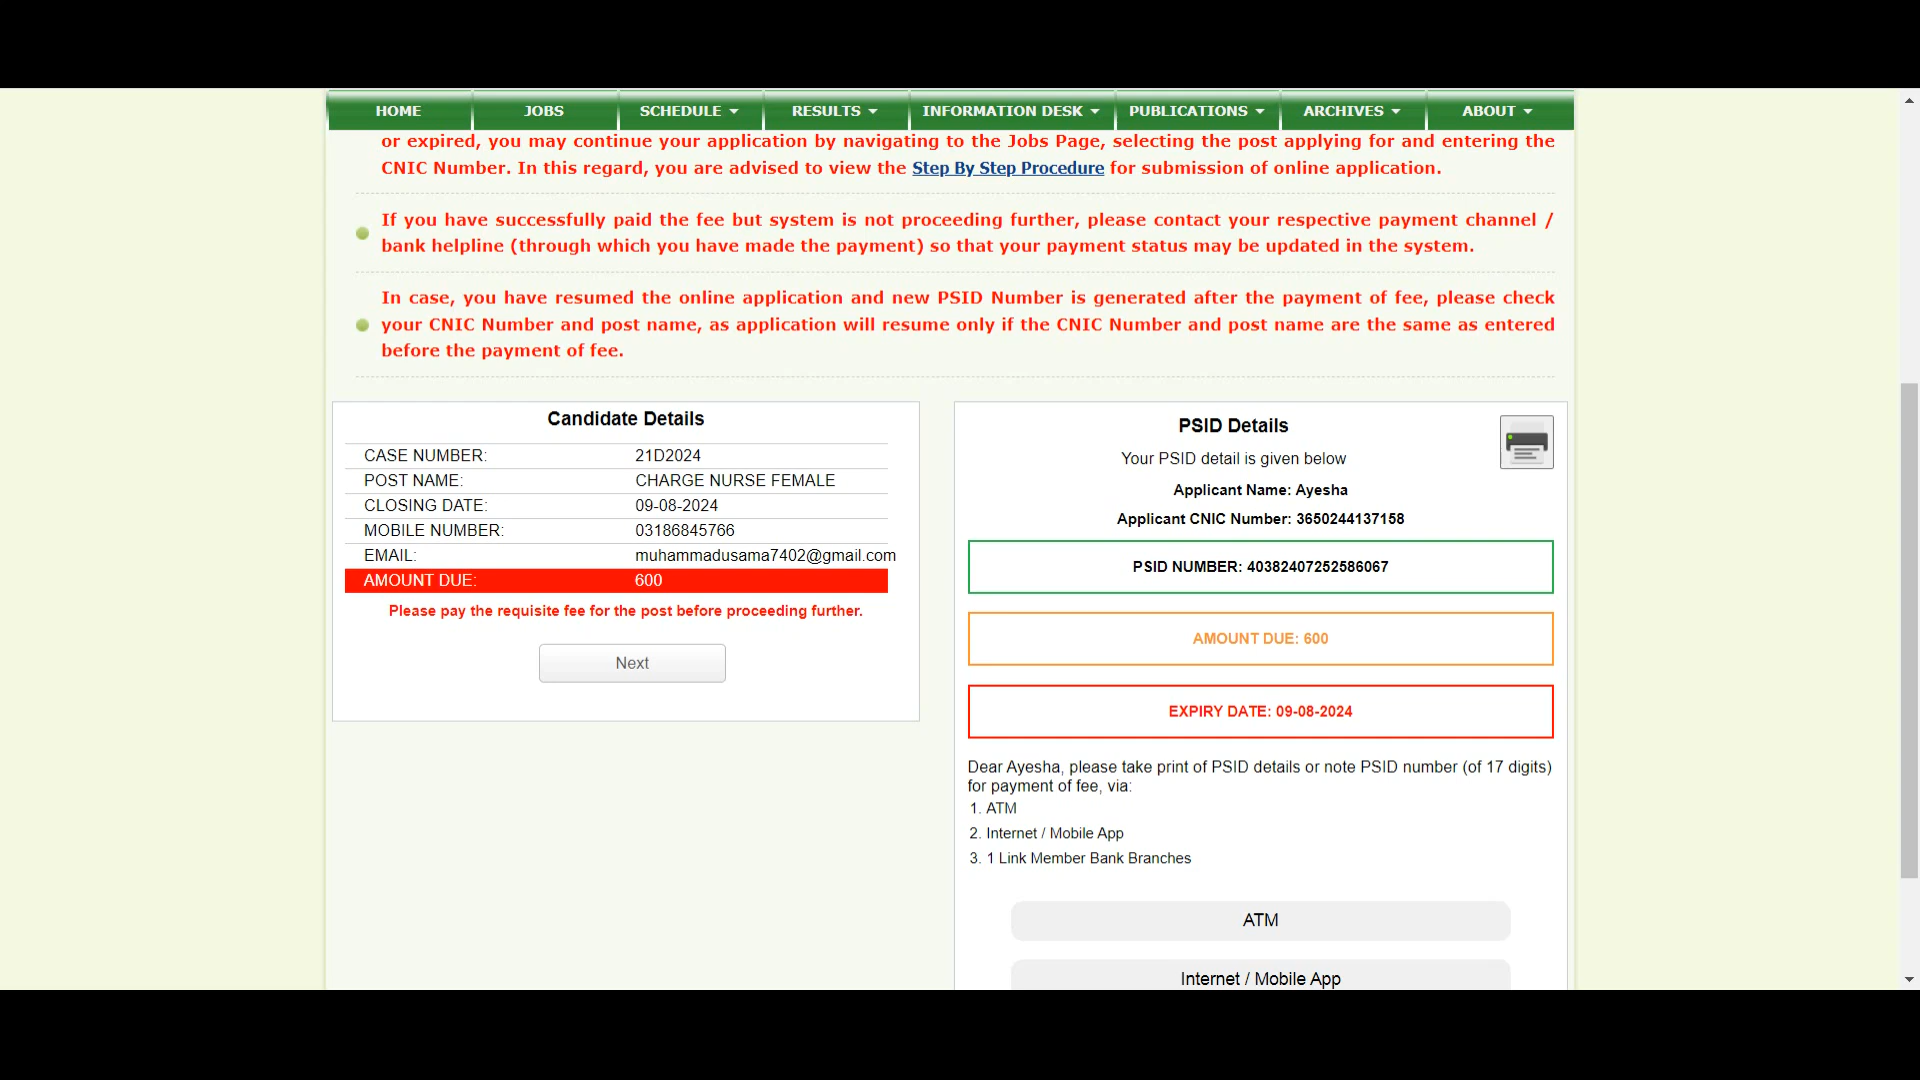 HOME JOBS SCHEDULE RESULTS INFORMATION DESK PUBLICATIONS ARCHIVES ABOUT
or expired, you may continue your application by navigating to the Jobs Page, selecting the post applying for and entering the
CNIC Number. In this regard, you are advised to view the Step By Step Procedure for submission of online application.
If you have successfully paid the fee but system is not proceeding further, please contact your respective payment channel /
bank helpline (through which you have made the payment) so that your payment status may be updated in the system.
In case, you have resumed the online application and new PSID Number is generated after the payment of fee, please check
your CNIC Number and post name, as application will resume only if the CNIC Number and post name are the same as entered
before the payment of fee.
Candidate Details
CASE NUMBER: 21D2024
POST NAME: CHARGE NURSE FEMALE
CLOSING DATE: 09-08-2024
MOBILE NUMBER: 03186845766
EMAIL: muhammadusama7402@gmail.com
AMOUNT DUE: 600
Please pay the requisite fee for the post before proceeding further.
Next
PSID Details
Your PSID detail is given below
Applicant Name: Ayesha
Applicant CNIC Number: 3650244137158
PSID NUMBER: 40382407252586067
AMOUNT DUE: 600
EXPIRY DATE: 09-08-2024
Dear Ayesha, please take print of PSID details or note PSID number (of 17 digits)
for payment of fee, via:
1. ATM
2. Internet / Mobile App
3. 1 Link Member Bank Branches
ATM
Internet / Mobile App